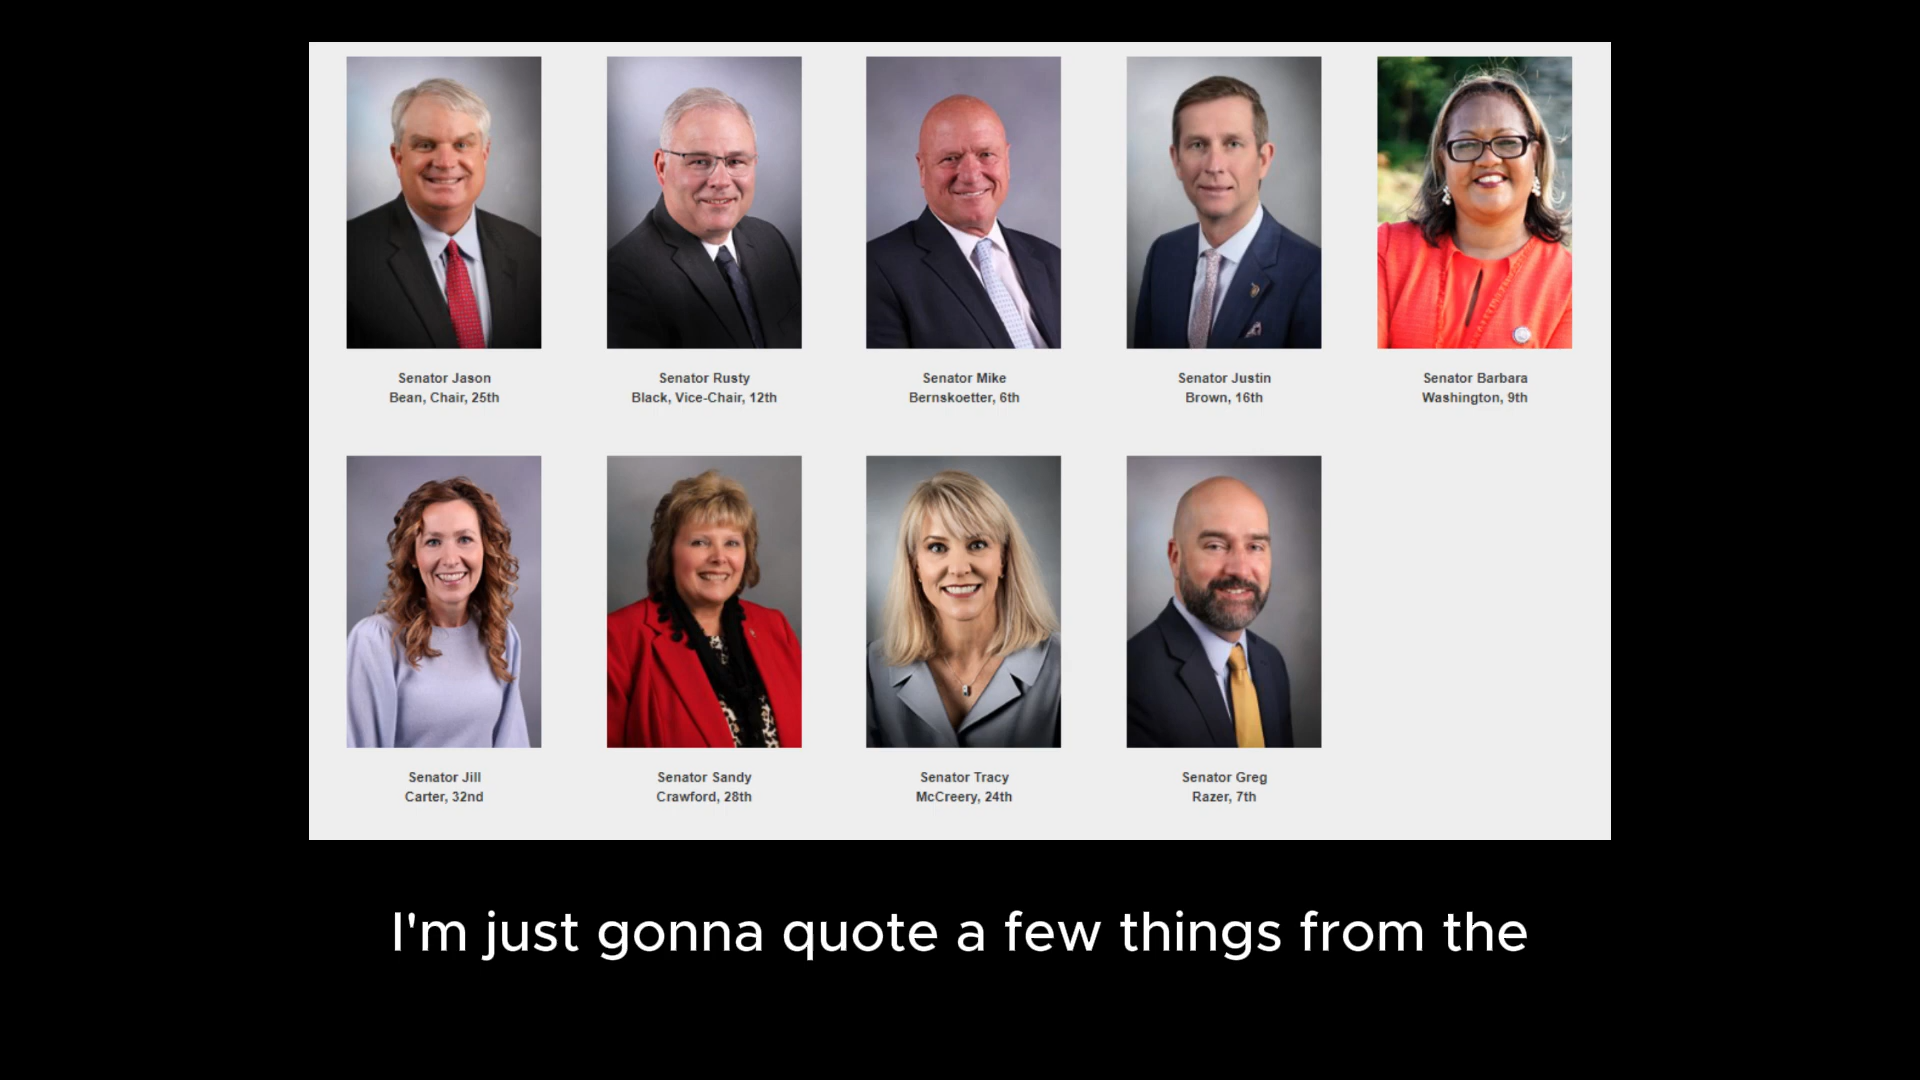 Senator Jason
Bean, Chair, 25th
Senator Rusty
Black, Vice-Chair, 12th
Senator Mike
Bernskoetter, 6th
Senator Justin
Brown, 16th
Senator Barbara
Washington, 9th
Senator Jill
Carter, 32nd
Senator Sandy
Crawford, 28th
Senator Tracy
McCreery, 24th
Senator Greg
Razer, 7th
I'm just gonna quote a few things from the